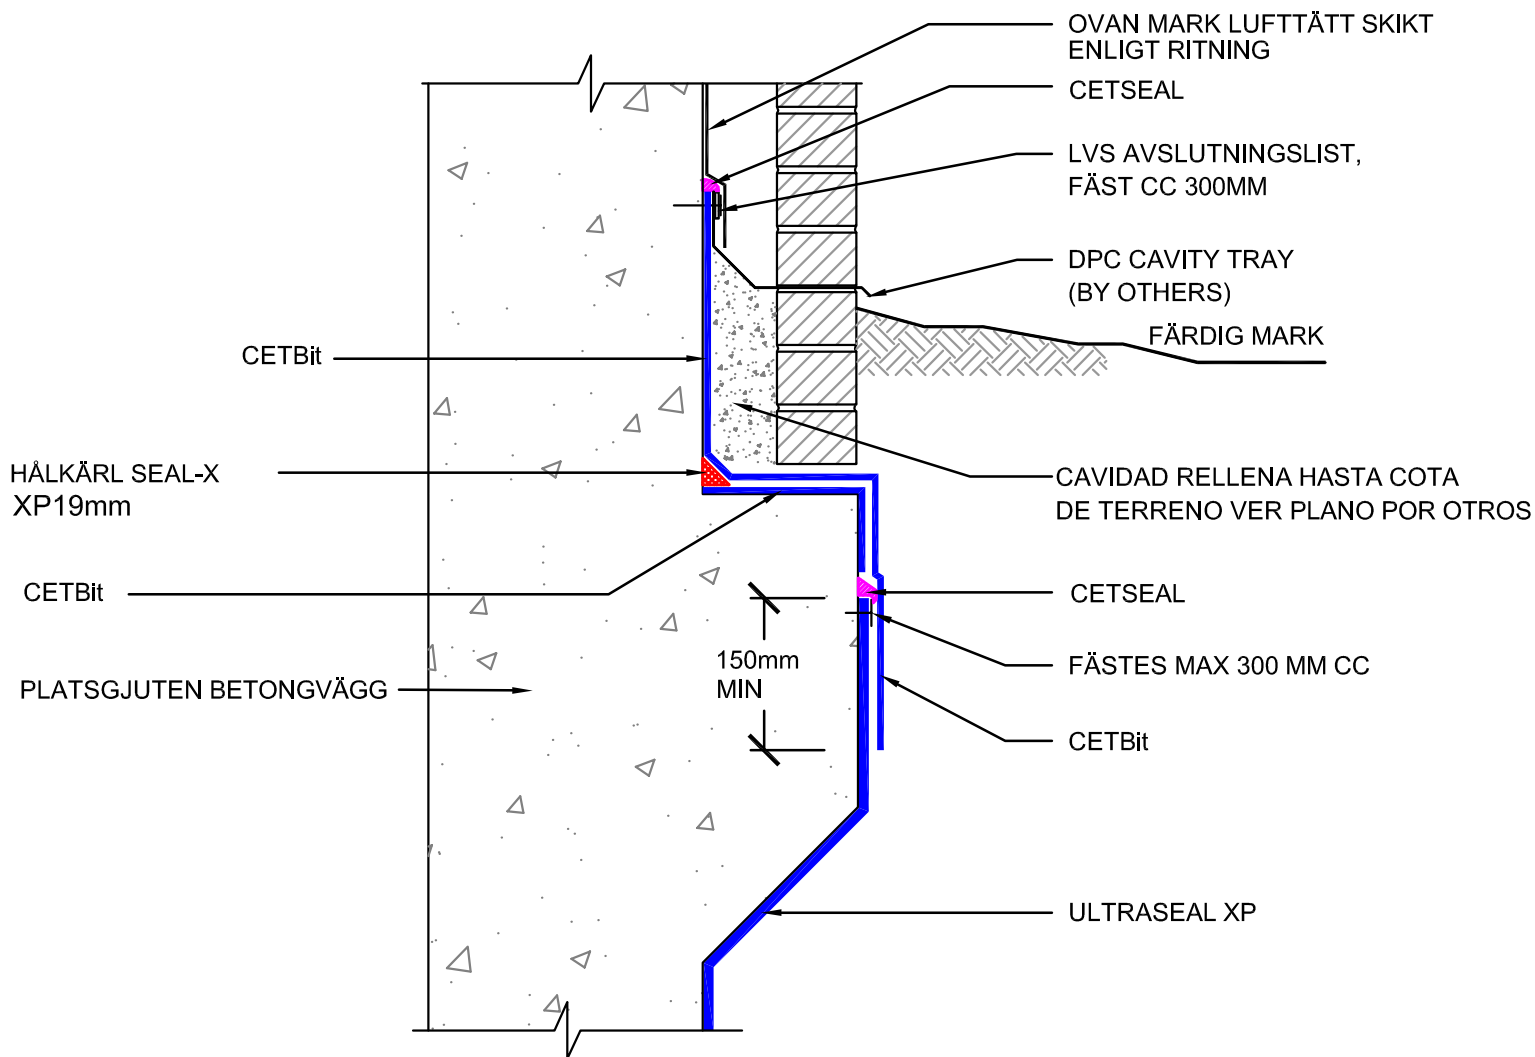 OVAN MARK LUFTTÄTT SKIKT
ENLIGT RITNING
CETSEAL
LVS AVSLUTNINGSLIST,
FÄST CC 300MM
DPC CAVITY TRAY
(BY OTHERS)
FÄRDIG MARK
CETBit
HÅLKÄRL SEAL-X
XP19mm
CAVIDAD RELLENA HASTA COTA
DE TERRENO VER PLANO POR OTROS
CETBit
CETSEAL
150mm
MIN
FÄSTES MAX 300 MM CC
PLATSGJUTEN BETONGVÄGG
CETBit
ULTRASEAL XP